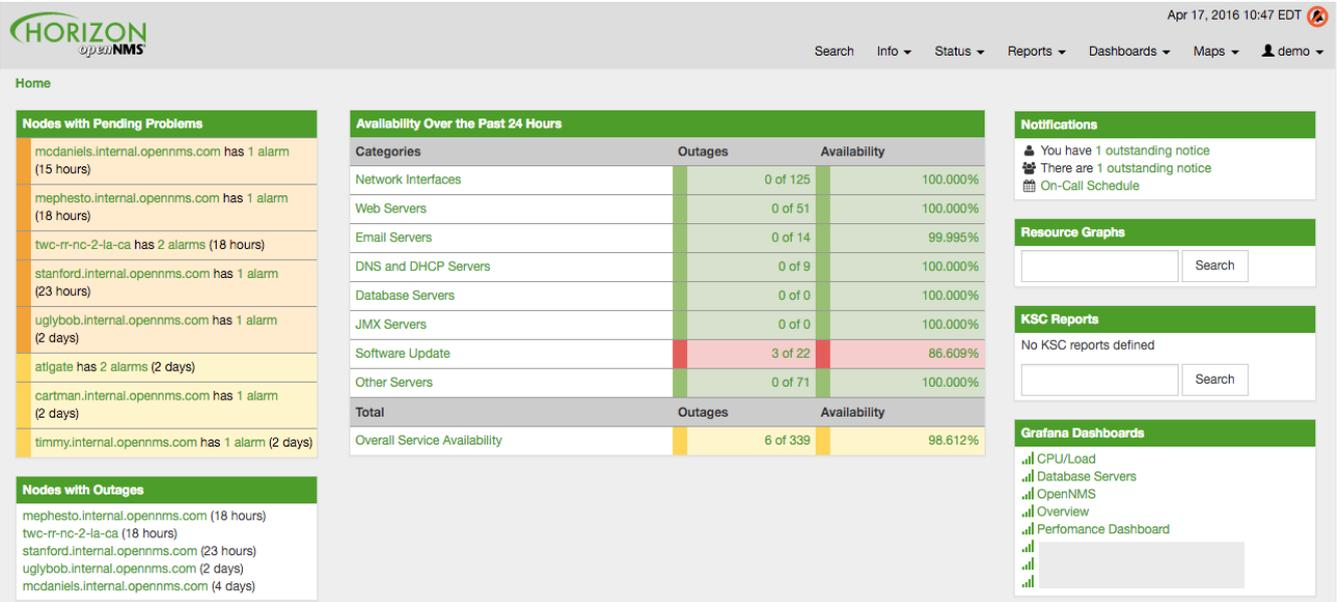 HORIZON
openNMS
Apr 17, 2016 10:47 EDT
Search Info Status Reports Dashboards Maps demo
Home
Nodes with Pending Problems
mcdaniels.internal.opennms.com has 1 alarm
(15 hours)
mephesto.internal.opennms.com has 1 alarm
(18 hours)
twc-rr-nc-2-la-ca has 2 alarms (18 hours)
stanford.internal.opennms.com has 1 alarm
(23 hours)
uglybob.internal.opennms.com has 1 alarm
(2 days)
atlgate has 2 alarms (2 days)
cartman.internal.opennms.com has 1 alarm
(2 days)
timmy.internal.opennms.com has 1 alarm (2 days)
Nodes with Outages
mephesto.internal.opennms.com (18 hours)
twc-rr-nc-2-la-ca (18 hours)
stanford.internal.opennms.com (23 hours)
uglybob.internal.opennms.com (2 days)
mcdaniels.internal.opennms.com (4 days)
Availability Over the Past 24 Hours
Categories Outages Availability
Network Interfaces 0 of 125 100.000%
Web Servers 0 of 51 100.000%
Email Servers 0 of 14 99.995%
DNS and DHCP Servers 0 of 9 100.000%
Database Servers 0 of 0 100.000%
JMX Servers 0 of 0 100.000%
Software Update 3 of 22 86.609%
Other Servers 0 of 71 100.000%
Total Outages Availability
Overall Service Availability 6 of 339 98.612%
Notifications
You have 1 outstanding notice
There are 1 outstanding notice
On-Call Schedule
Resource Graphs
Search
KSC Reports
No KSC reports defined
Search
Grafana Dashboards
CPU/Load
Database Servers
OpenNMS
Overview
Perfomance Dashboard